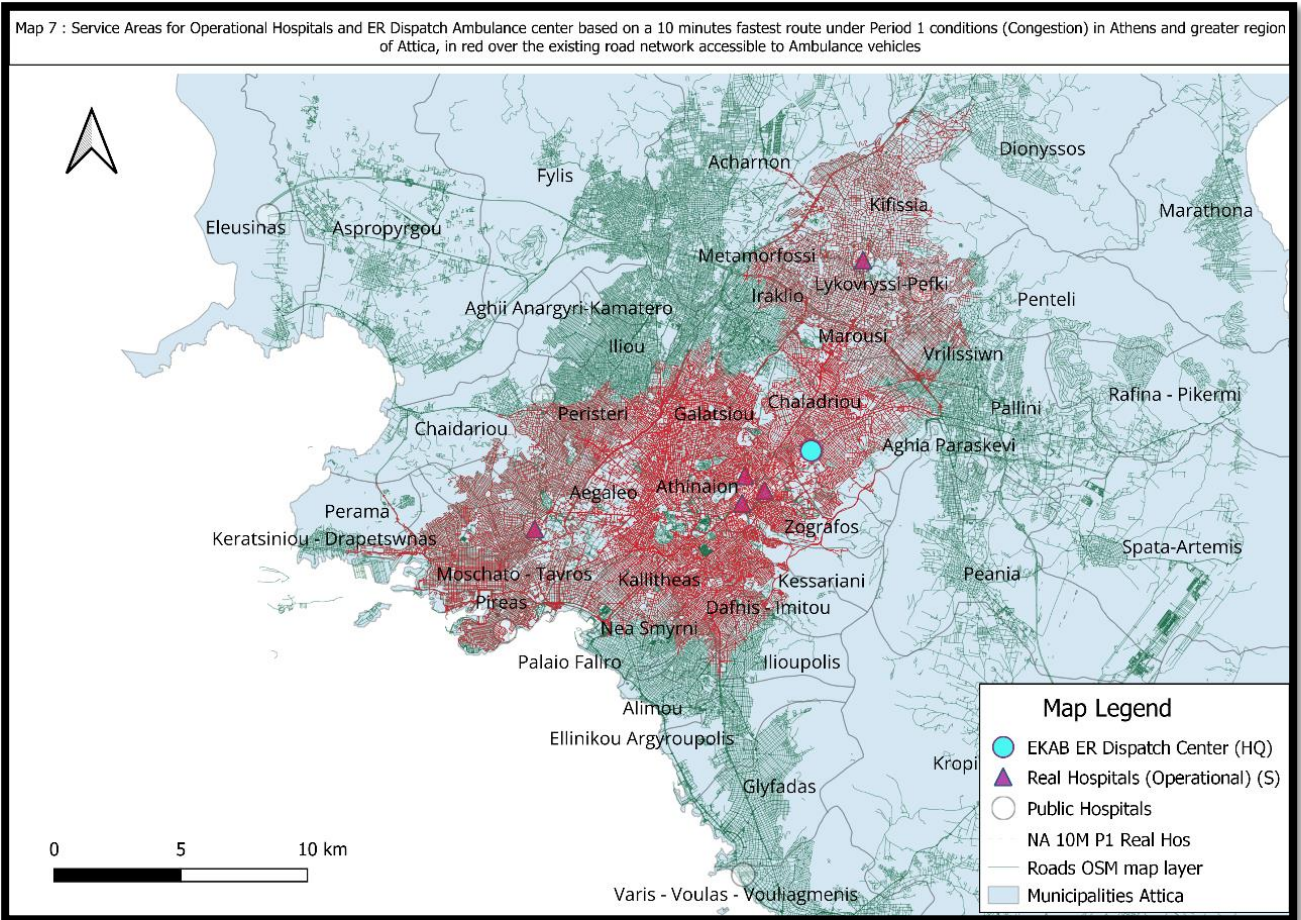 Map 7 : Service Areas for Operational Hospitals and ER Dispatch Ambulance center based on a 10 minutes fastest route under Period 1 conditions (Congestion) in Athens and greater region
of Attica, in red over the existing road network accessible to Ambulance vehicles
Acharnon
Dionyssos
Fylis
Kifissia
Marathona
Eleusinas
Aspropyrgou
Metamorfossi
Lykovryssi-Pefki
Iraklio
Penteli
Aghii Anargyri-Kamatero
Marousi
Iliou
Vrilissiwn
Rafina - Pikermi
Chaladriou
Pallini
Peristeri
Galatsiou
Chaidariou
Aghia Paraskevi
Athinaion
Aegaleo
Perama
Zografos
Keratsiniou - Drapetswnas
Spata-Artemis
Moschato - Tavros
Kallitheas
Kessariani
Peania
Pireas
Dafnis - Imitou
Nea Smyrni
Palaio Faliro
Ilioupolis
Alimou
Ellinikou Argyroupolis
Kropi
Glyfadas
Varis - Voulas - Vouliagmenis
0 5 10 km
Map Legend
EKAB ER Dispatch Center (HQ)
Real Hospitals (Operational) (S)
Public Hospitals
NA 10M P1 Real Hos
Roads OSM map layer
Municipalities Attica